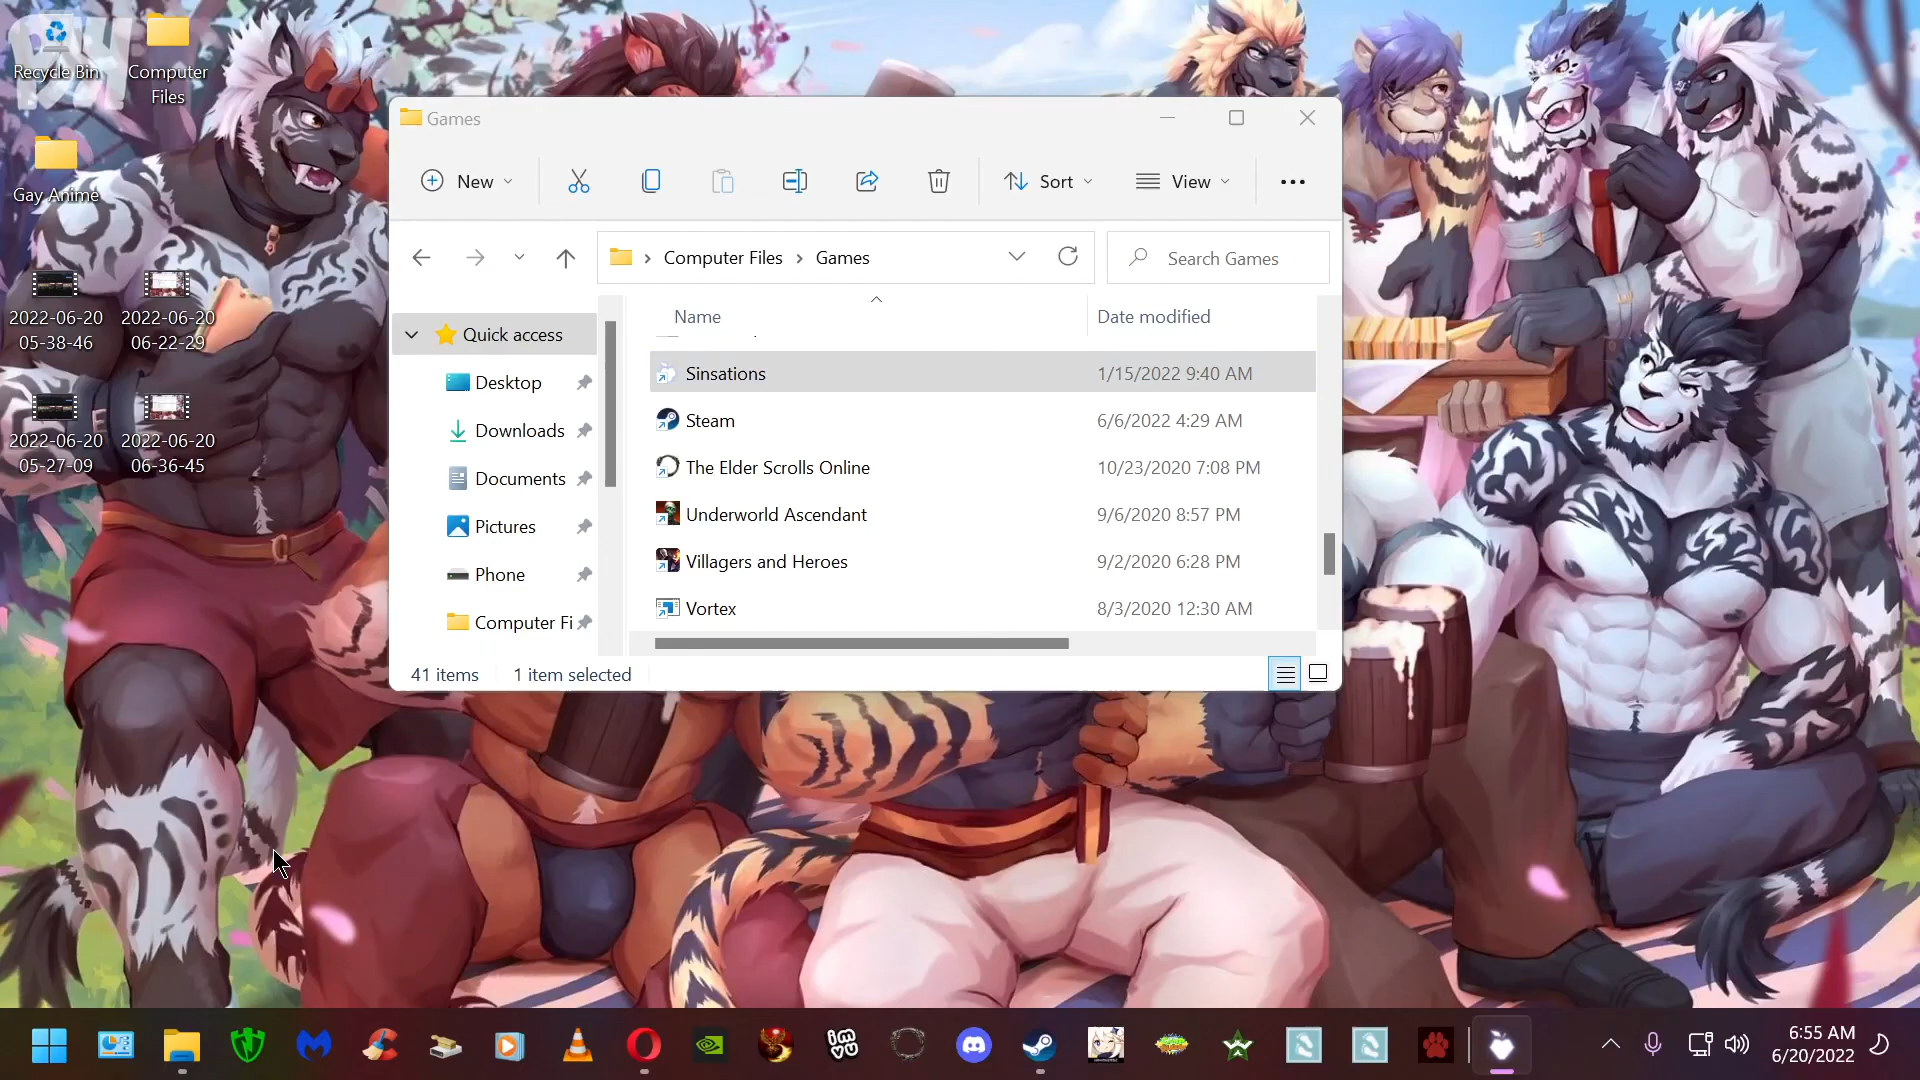 Recycle Bin
Computer Files
Gay Anime
2022-06-20 05-38-46
2022-06-20 06-22-29
2022-06-20 05-27-09
2022-06-20 06-36-45
Games
New
Sort
View
Computer Files
Games
Search Games
Name
Date modified
Quick access
Desktop
Downloads
Documents
Pictures
Phone
Computer Fi
Sinsations 1/15/2022 9:40 AM
Steam 6/6/2022 4:29 AM
The Elder Scrolls Online 10/23/2020 7:08 PM
Underworld Ascendant 9/6/2020 8:57 PM
Villagers and Heroes 9/2/2020 6:28 PM
Vortex 8/3/2020 12:30 AM
41 items
1 item selected
6:55 AM
6/20/2022